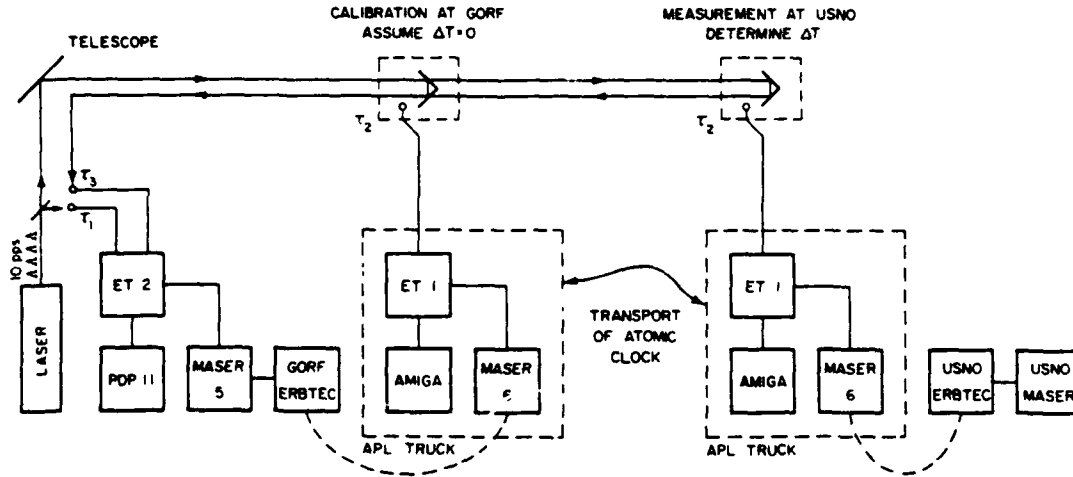 CALIBRATION AT GORF
ASSUME ΔT=0
MEASUREMENT AT USNO
DETERMINE ΔT
TELESCOPE
τ2
τ2
τ3
τ1
10 pps
LASER
ET 2
PDP 11
MASER
5
GORF
ERBTEC
ET 1
AMIGA
MASER
APL TRUCK
TRANSPORT
OF ATOMIC
CLOCK
ET 1
AMIGA
MASER
6
APL TRUCK
USNO
ERBTEC
USNO
MASER